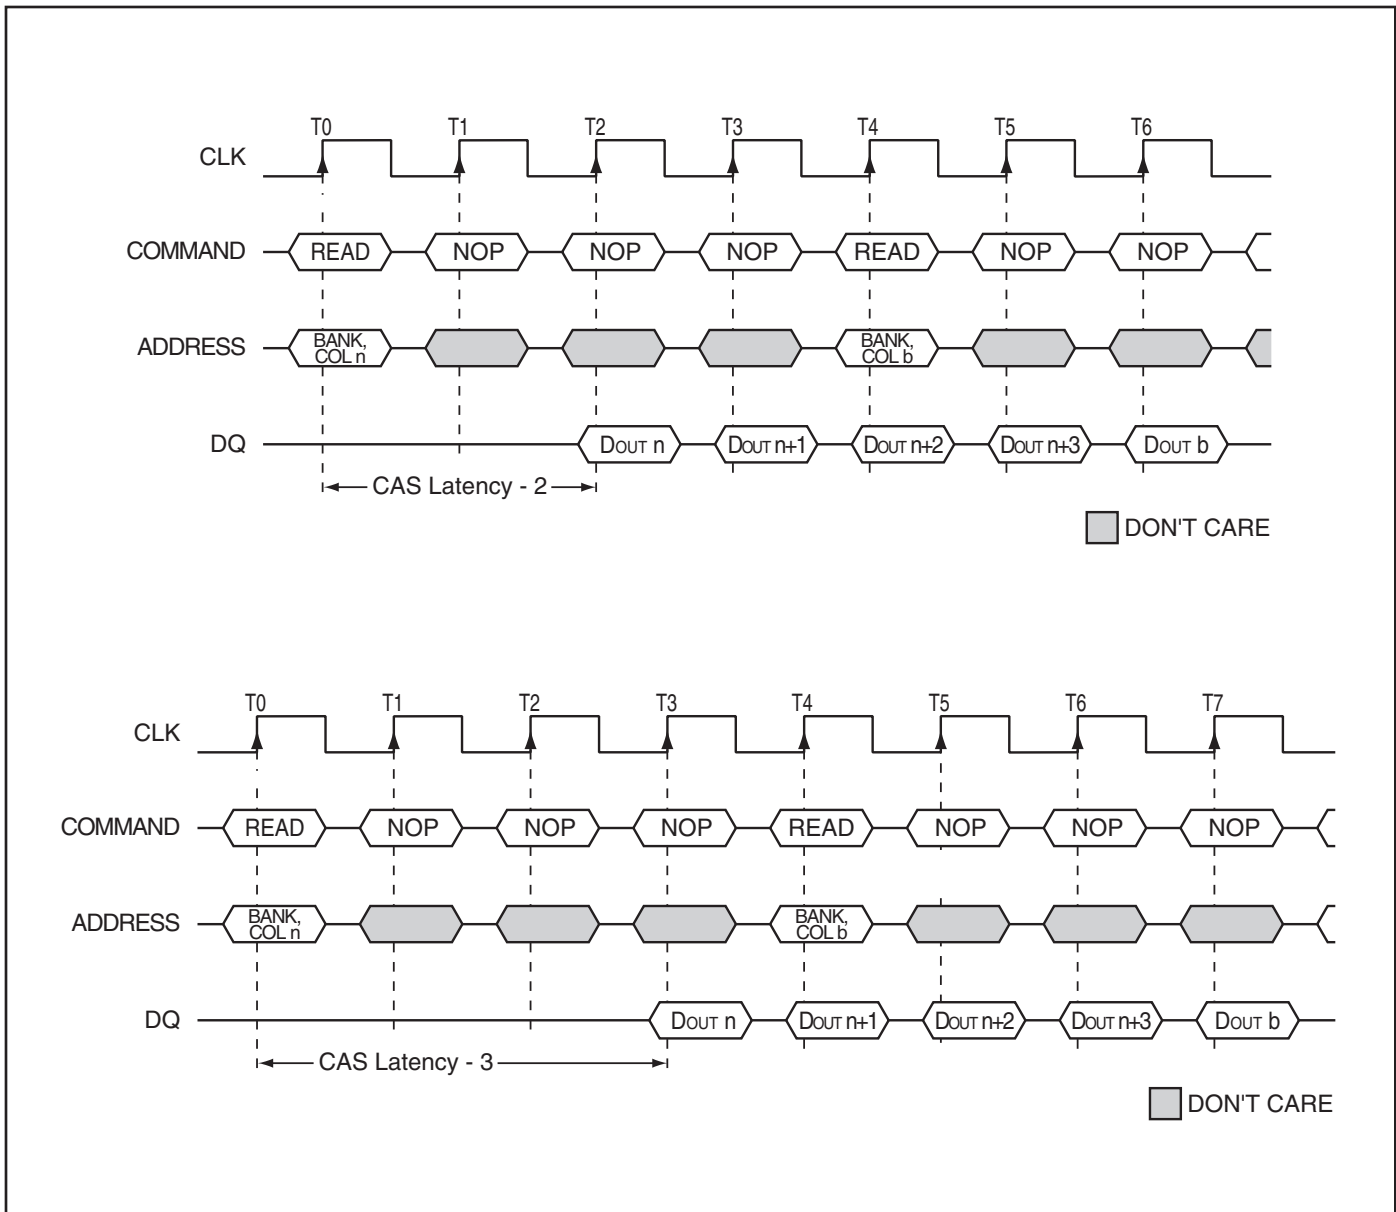 T0 T1 T2 T3 T4 T5 T6
CLK
COMMAND READ NOP NOP NOP READ NOP NOP
ADDRESS BANK, COL n BANK, COL b
DQ DOUT n DOUT n+1 DOUT n+2 DOUT n+3 DOUT b
CAS Latency - 2
DON'T CARE
T0 T1 T2 T3 T4 T5 T6 T7
CLK
COMMAND READ NOP NOP NOP READ NOP NOP NOP
ADDRESS BANK, COL n BANK, COL b
DQ DOUT n DOUT n+1 DOUT n+2 DOUT n+3 DOUT b
CAS Latency - 3
DON'T CARE